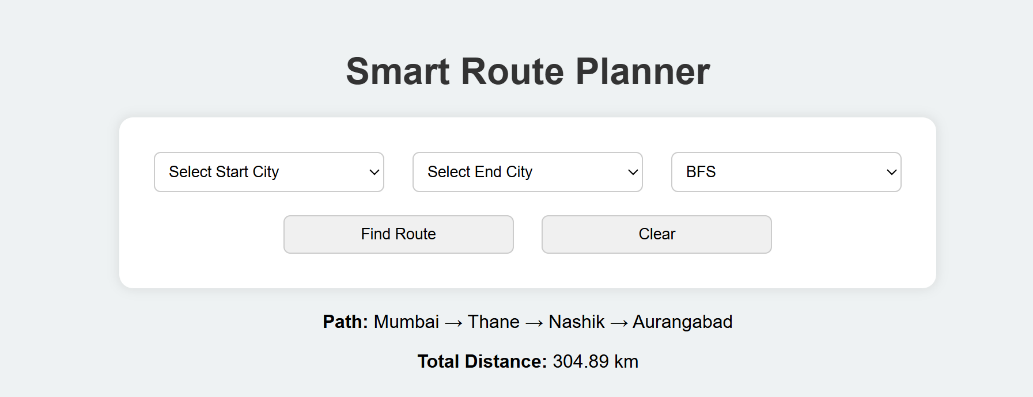 Smart Route Planner
Select Start City Select End City BFS
Find Route Clear
Path: Mumbai → Thane → Nashik → Aurangabad
Total Distance: 304.89 km